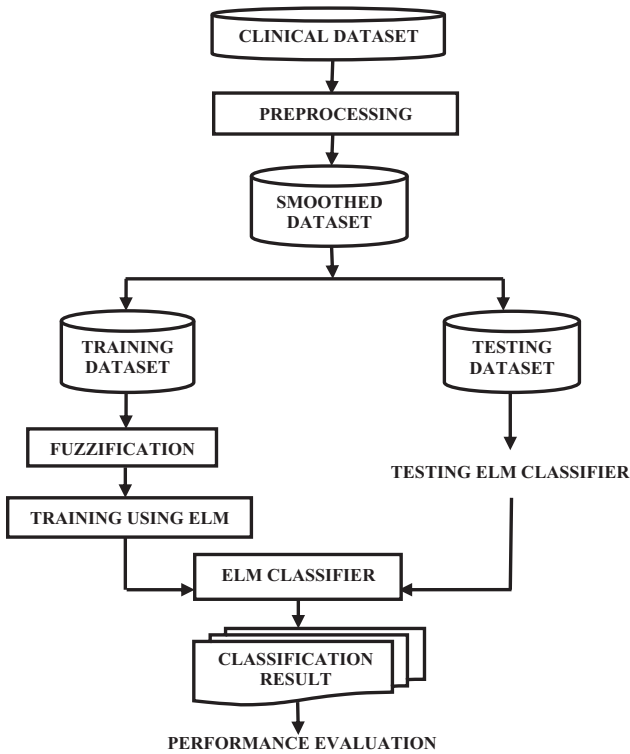 CLINICAL DATASET
PREPROCESSING
SMOOTHED
DATASET
TRAINING
DATASET
TESTING
DATASET
FUZZIFICATION
TESTING ELM CLASSIFIER
TRAINING USING ELM
ELM CLASSIFIER
CLASSIFICATION
RESULT
PERFORMANCE EVALUATION